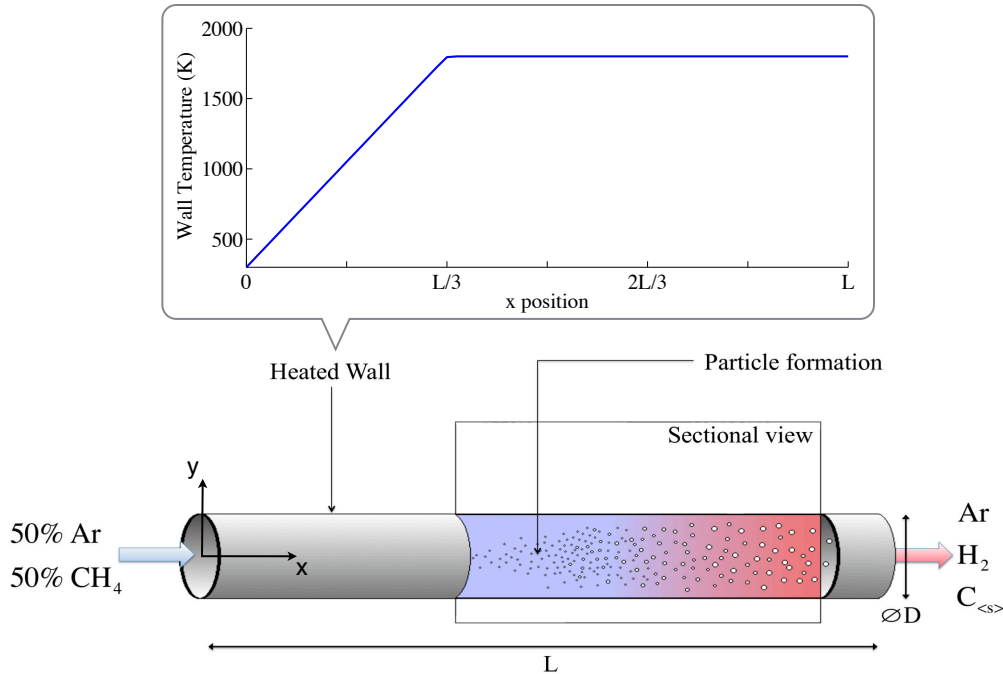 2000
1500
1000
500
Wall Temperature (K)
0
L/3
2L/3
L
x position
Heated Wall
Particle formation
Sectional view
y
x
50% Ar
50% CH₄
Ar
H₂
C<s>
∅D
L